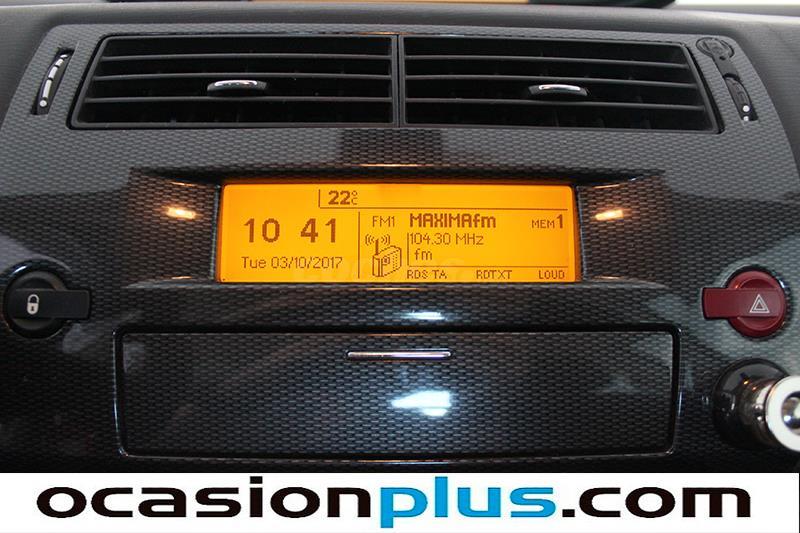 22°C
10 41
Tue 03/10/2017
FM1
MAXIMAfm
MEM1
104.30 MHz
fm
RDS TA RDTXT LOUD
ocasionplus.com